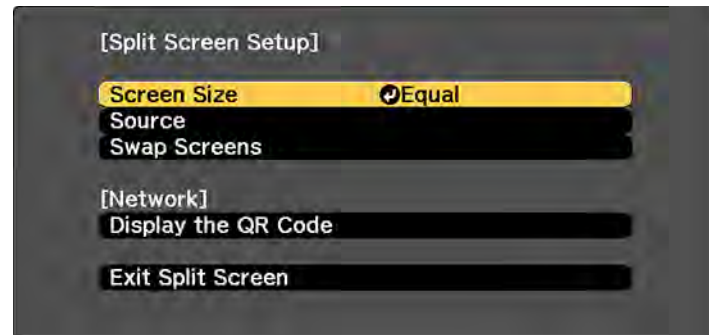 [Split Screen Setup]
Screen Size Equal
Source
Swap Screens
[Network]
Display the QR Code
Exit Split Screen